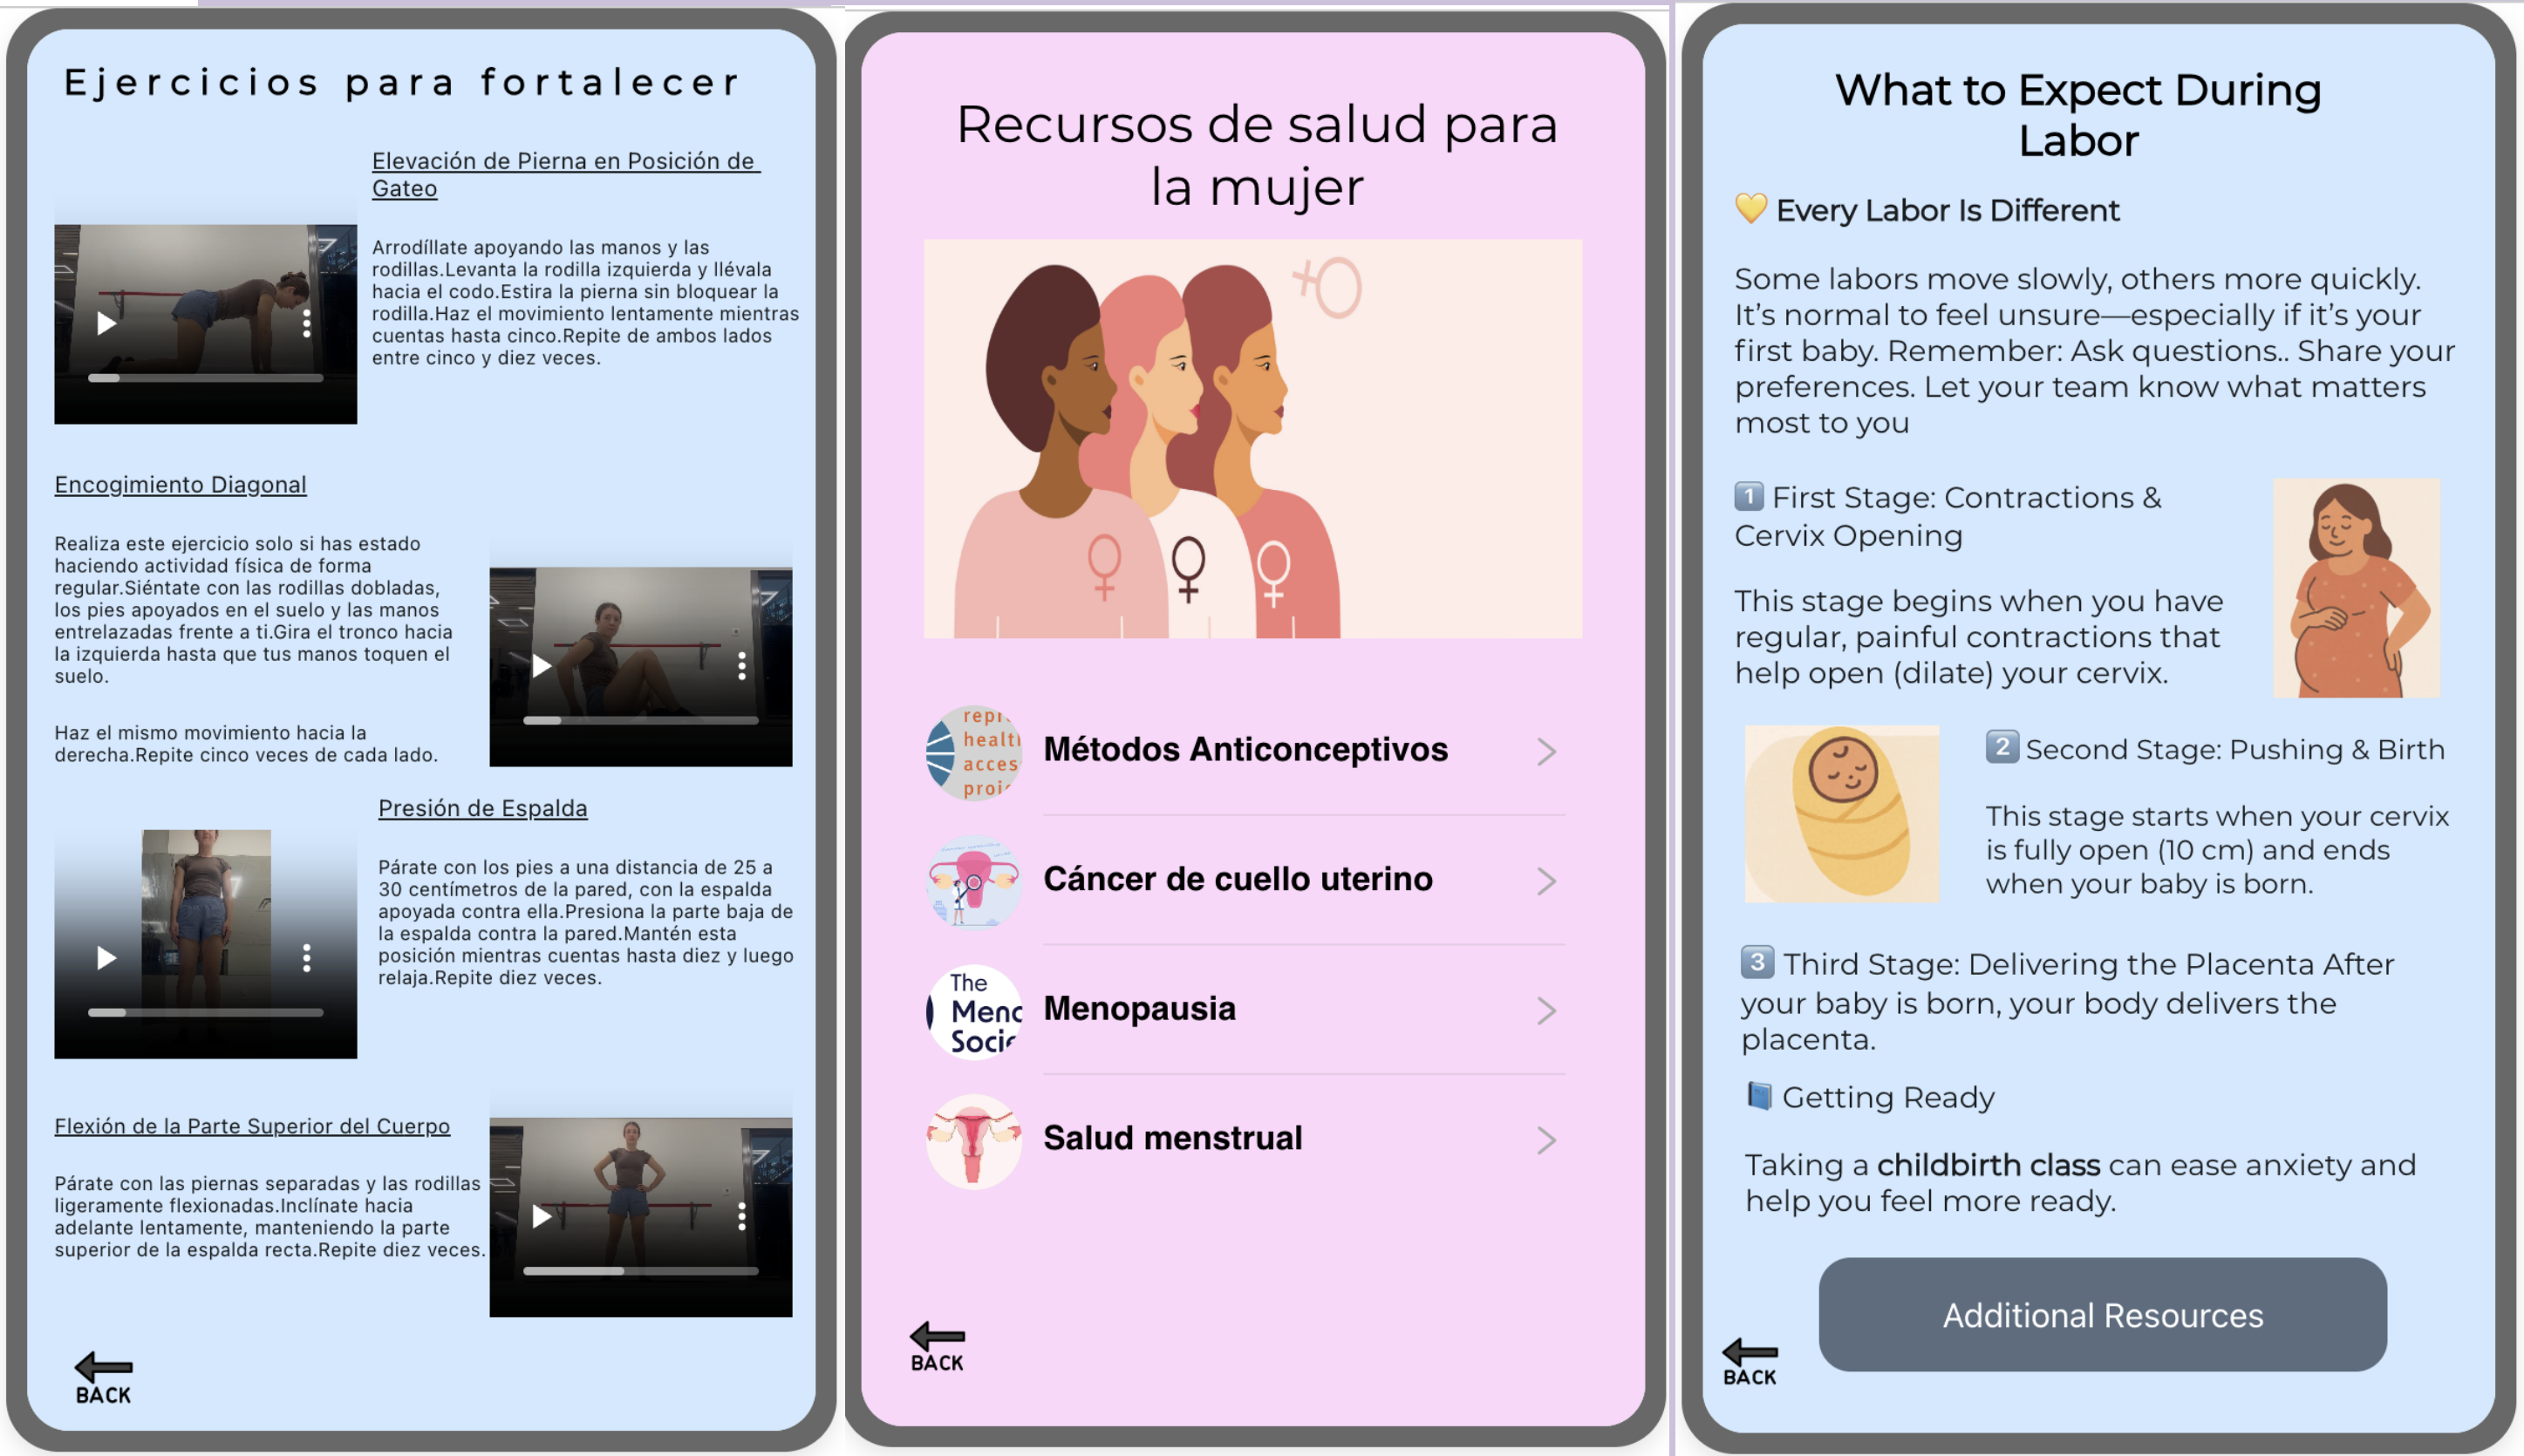 Ejercicios para fortalecer
Elevación de Pierna en Posición de
Gateo
Arrodíllate apoyando las manos y las
rodillas.Levanta la rodilla izquierda y llévala
hacia el codo.Estira la pierna sin bloquear la
rodilla.Haz el movimiento lentamente mientras
cuentas hasta cinco.Repite de ambos lados
entre cinco y diez veces.
Encogimiento Diagonal
Realiza este ejercicio solo si has estado
haciendo actividad física de forma
regular.Siéntate con las rodillas dobladas,
los pies apoyados en el suelo y las manos
entrelazadas frente a ti.Gira el tronco hacia
la izquierda hasta que tus manos toquen el
suelo.
Haz el mismo movimiento hacia la
derecha.Repite cinco veces de cada lado.
Presión de Espalda
Párate con los pies a una distancia de 25 a
30 centímetros de la pared, con la espalda
apoyada contra ella.Presiona la parte baja de
la espalda contra la pared.Mantén esta
posición mientras cuentas hasta diez y luego
relaja.Repite diez veces.
Flexión de la Parte Superior del Cuerpo
Párate con las piernas separadas y las rodillas
ligeramente flexionadas.Inclínate hacia
adelante lentamente, manteniendo la parte
superior de la espalda recta.Repite diez veces.
BACK
Recursos de salud para
la mujer
repr
health
acces
proj
Métodos Anticonceptivos
Cáncer de cuello uterino
The
Meno
Socie
Menopausia
Salud menstrual
BACK
What to Expect During
Labor
💛 Every Labor Is Different
Some labors move slowly, others more quickly.
It’s normal to feel unsure—especially if it’s your
first baby. Remember: Ask questions.. Share your
preferences. Let your team know what matters
most to you
1️⃣ First Stage: Contractions &
Cervix Opening
This stage begins when you have
regular, painful contractions that
help open (dilate) your cervix.
2️⃣ Second Stage: Pushing & Birth
This stage starts when your cervix
is fully open (10 cm) and ends
when your baby is born.
3️⃣ Third Stage: Delivering the Placenta After
your baby is born, your body delivers the
placenta.
📘 Getting Ready
Taking a childbirth class can ease anxiety and
help you feel more ready.
Additional Resources
BACK